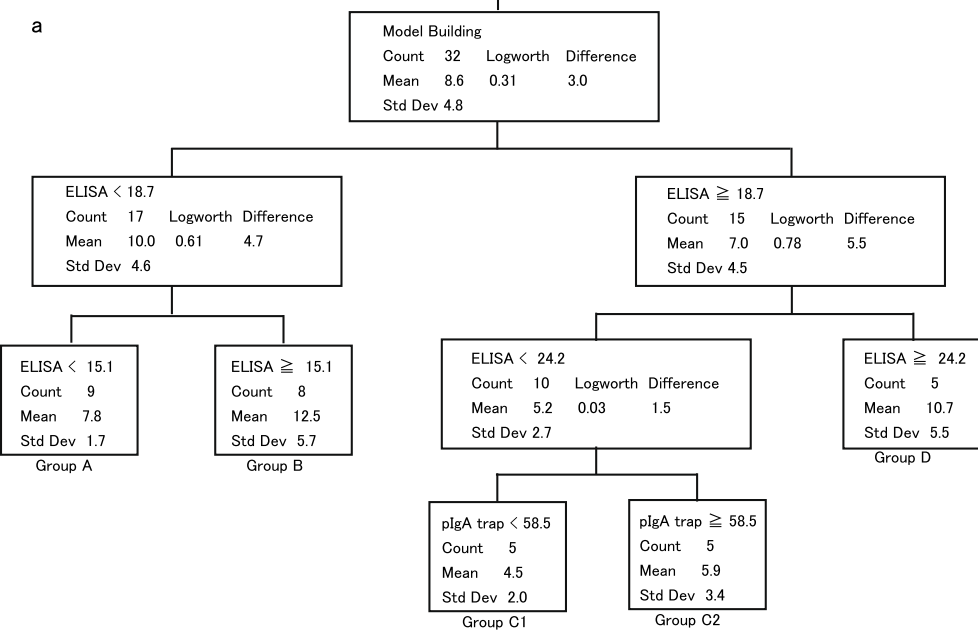 a
Model Building
Count 32 Logworth Difference
Mean 8.6 0.31 3.0
Std Dev 4.8
ELISA < 18.7
Count 17 Logworth Difference
Mean 10.0 0.61 4.7
Std Dev 4.6
ELISA ≧ 18.7
Count 15 Logworth Difference
Mean 7.0 0.78 5.5
Std Dev 4.5
ELISA < 15.1
Count 9
Mean 7.8
Std Dev 1.7
Group A
ELISA ≧ 15.1
Count 8
Mean 12.5
Std Dev 5.7
Group B
ELISA < 24.2
Count 10 Logworth Difference
Mean 5.2 0.03 1.5
Std Dev 2.7
ELISA ≧ 24.2
Count 5
Mean 10.7
Std Dev 5.5
Group D
pIgA trap < 58.5
Count 5
Mean 4.5
Std Dev 2.0
Group C1
pIgA trap ≧ 58.5
Count 5
Mean 5.9
Std Dev 3.4
Group C2